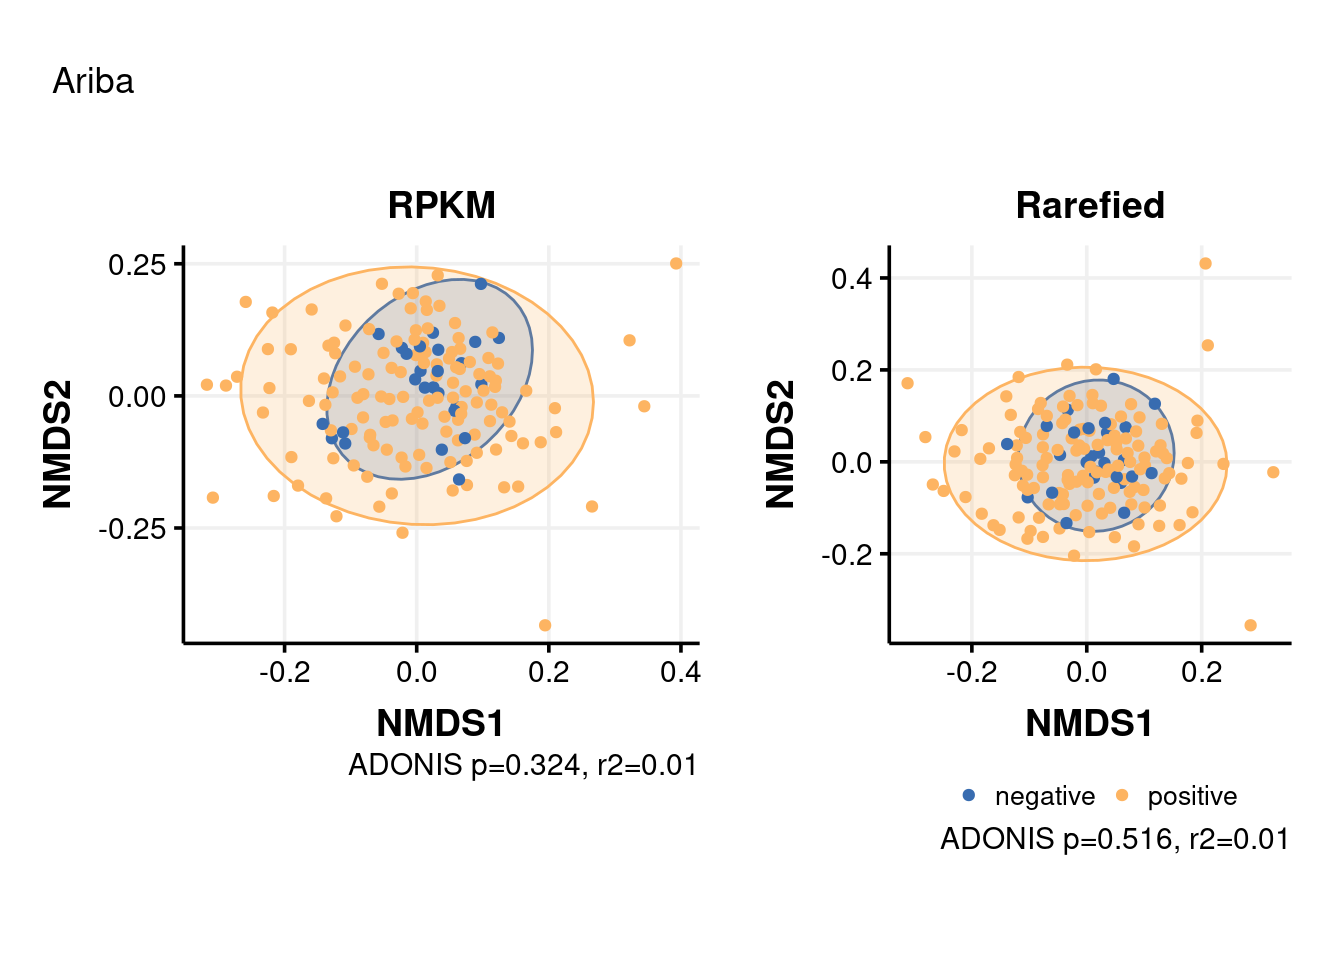 Ariba
RPKM
NMDS2
0.25
0.00
-0.25
-0.2 0.0 0.2 0.4
NMDS1
ADONIS p=0.324, r2=0.01
Rarefied
NMDS2
0.4
0.2
0.0
-0.2
-0.2 0.0 0.2
NMDS1
negative positive
ADONIS p=0.516, r2=0.01